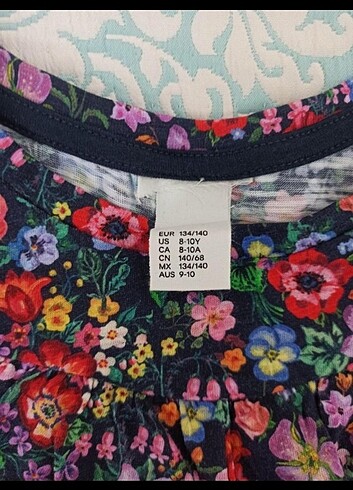 EUR 134/140
US 8-10Y
CA 8-10A
CN 140/68
MX 134/140
AUS 9-10